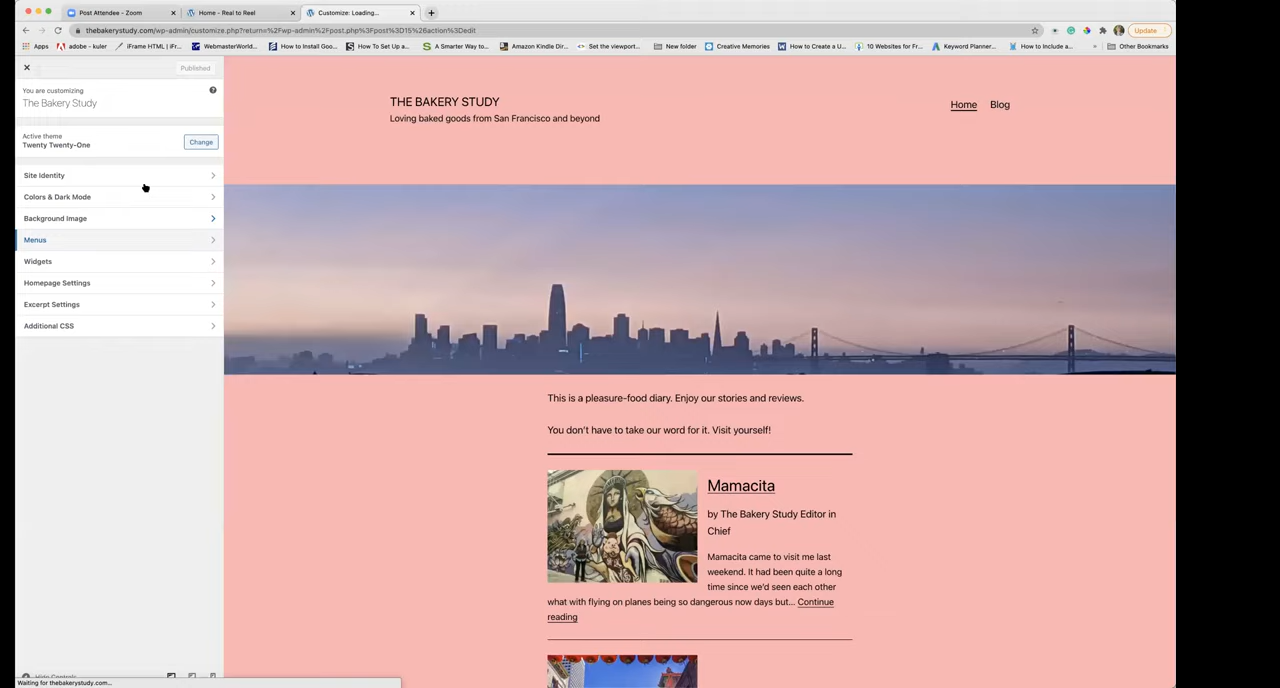 Post Attendee - Zoom
Home - Real to Reel
Customize: Loading...
thebakerystudy.com/wp-admin/customize.php?return=%2Fwp-admin%2Fpost.php%3Fpost%3D15%26action%3Dedit
Update
Apps
adobe - kuler
iFrame HTML | iFr...
WebmasterWorld...
How to Install Goo...
How To Set Up a...
A Smarter Way to...
Amazon Kindle Dir...
Set the viewport...
New folder
Creative Memories
How to Create a U...
10 Websites for Fr...
Keyword Planner...
How to Include a...
Other Bookmarks
Published
You are customizing
The Bakery Study
Active theme
Twenty Twenty-One
Change
Site Identity
Colors & Dark Mode
Background Image
Menus
Widgets
Homepage Settings
Excerpt Settings
Additional CSS
Hide Controls
Waiting for thebakerystudy.com...
THE BAKERY STUDY
Loving baked goods from San Francisco and beyond
Home
Blog
This is a pleasure-food diary. Enjoy our stories and reviews.
You don't have to take our word for it. Visit yourself!
Mamacita
by The Bakery Study Editor in
Chief
Mamacita came to visit me last
weekend. It had been quite a long
time since we'd seen each other
what with flying on planes being so dangerous now days but... Continue
reading